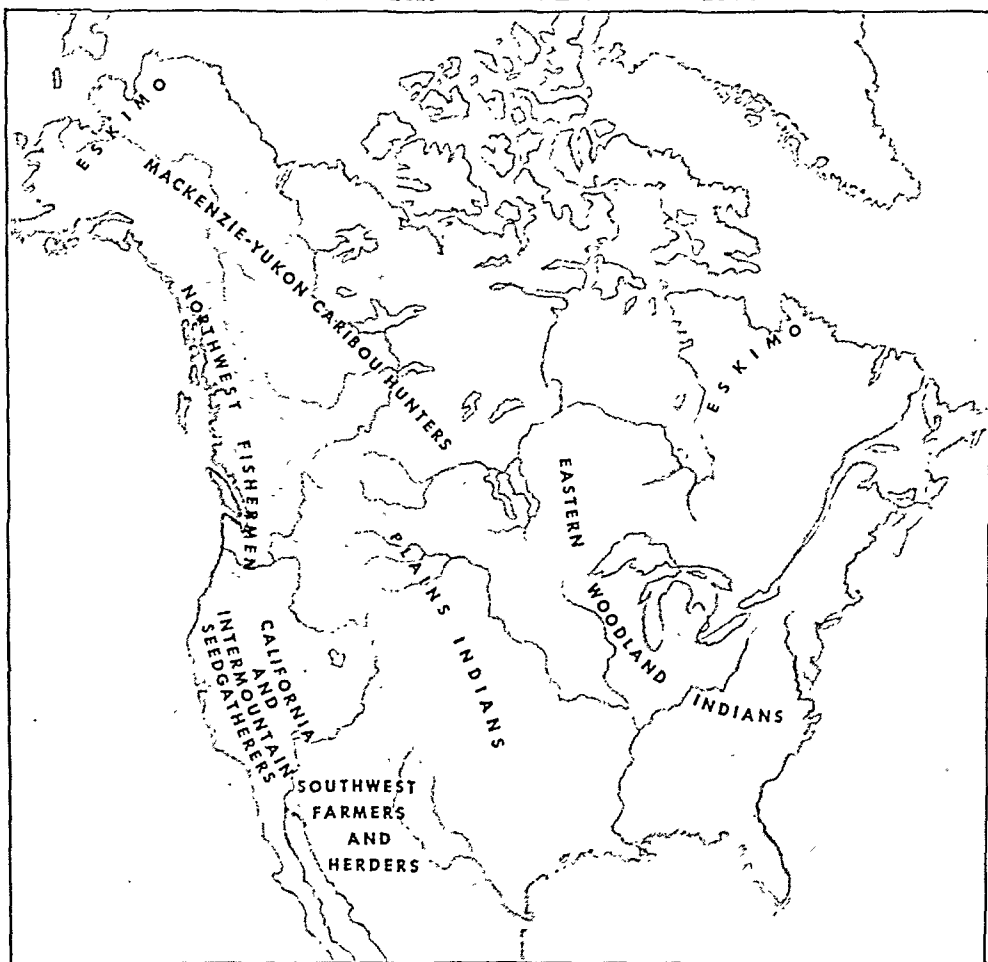 ESKIMO
MACKENZIE-YUKON CARIBOU HUNTERS
NORTHWEST FISHERMEN
ESKIMO
EASTERN WOODLAND INDIANS
PLAINS INDIANS
CALIFORNIA
AND
INTERMOUNTAIN
SEEDGATHERERS
SOUTHWEST
FARMERS
AND
HERDERS